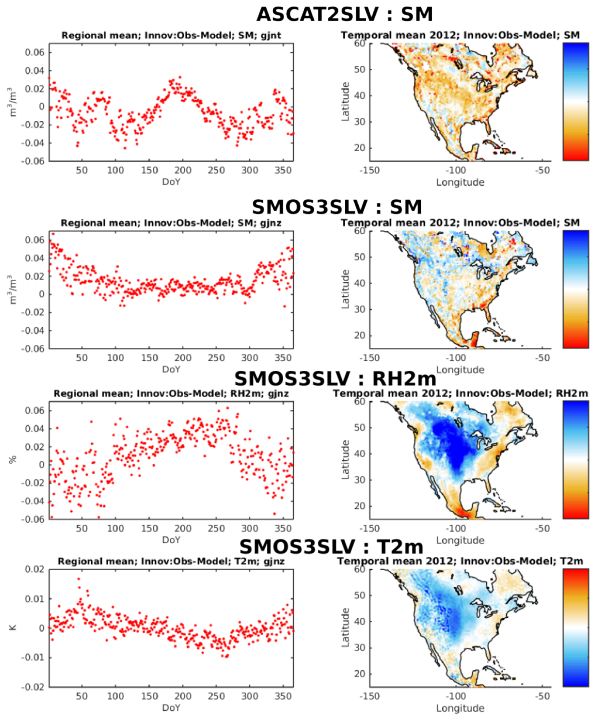 ASCAT2SLV : SM
Regional mean; Innov:Obs-Model; SM; gjnt
Temporal mean 2012; Innov:Obs-Model; SM
m³/m³
0.06
0.04
0.02
0
-0.02
-0.04
-0.06
50 100 150 200 250 300 350
DoY
Latitude
60
50
40
30
20
-150 -100 -50
Longitude
SMOS3SLV : SM
Regional mean; Innov:Obs-Model; SM; gjnz
Temporal mean 2012; Innov:Obs-Model; SM
m³/m³
0.06
0.04
0.02
0
-0.02
-0.04
-0.06
50 100 150 200 250 300 350
DoY
Latitude
60
50
40
30
20
-150 -100 -50
Longitude
SMOS3SLV : RH2m
Regional mean; Innov:Obs-Model; RH2m; gjnz
Temporal mean 2012; Innov:Obs-Model; RH2m
%
0.06
0.04
0.02
0
-0.02
-0.04
-0.06
50 100 150 200 250 300 350
DoY
Latitude
60
50
40
30
20
-150 -100 -50
Longitude
SMOS3SLV : T2m
Regional mean; Innov:Obs-Model; T2m; gjnz
Temporal mean 2012; Innov:Obs-Model; T2m
K
0.02
0.01
0
-0.01
-0.02
50 100 150 200 250 300 350
DoY
Latitude
60
50
40
30
20
-150 -100 -50
Longitude